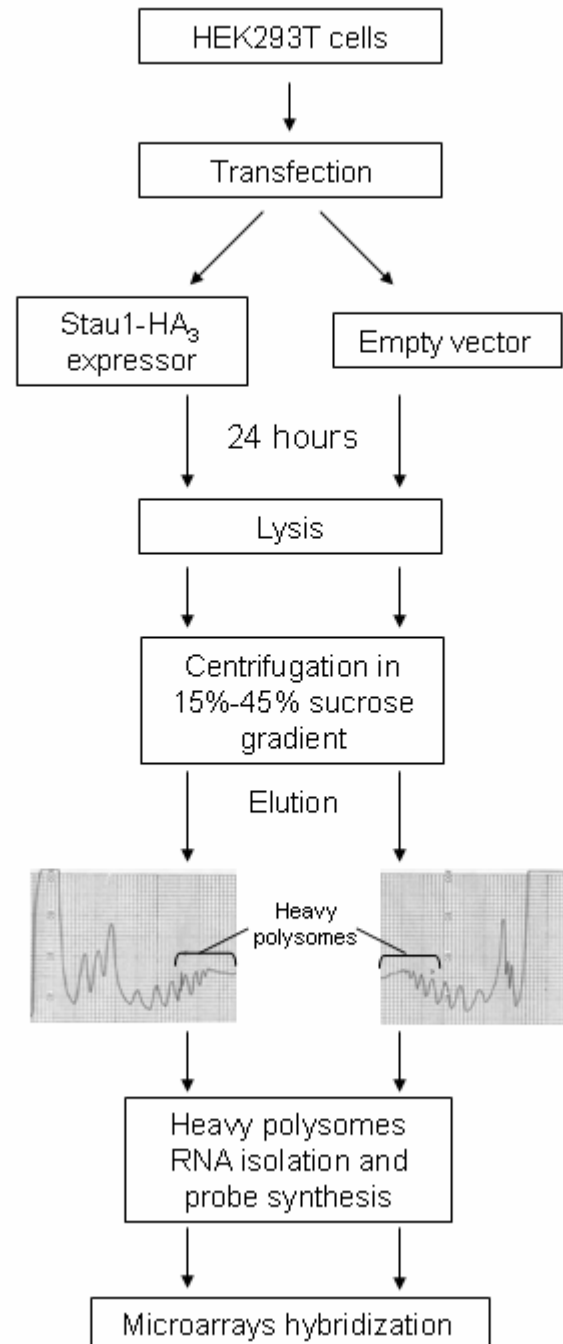 HEK293T cells
Transfection
Stau1-HA₃
expressor
Empty vector
24 hours
Lysis
Centrifugation in
15%-45% sucrose
gradient
Elution
Heavy
polysomes
Heavy polysomes
RNA isolation and
probe synthesis
Microarrays hybridization